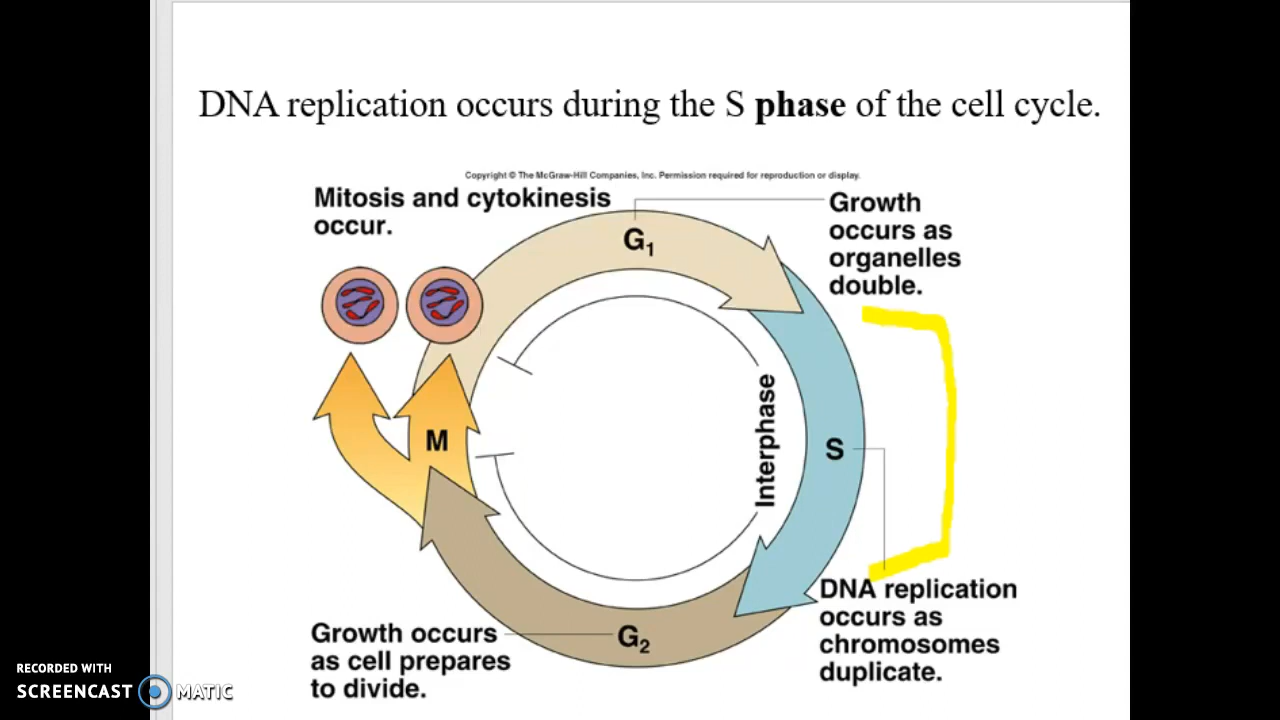 DNA replication occurs during the S phase of the cell cycle.
Copyright © The McGraw-Hill Companies, Inc. Permission required for reproduction or display.
Mitosis and cytokinesis
occur.
G1
Growth
occurs as
organelles
double.
M
Interphase
S
G2
Growth occurs
as cell prepares
to divide.
DNA replication
occurs as
chromosomes
duplicate.
RECORDED WITH
SCREENCAST MATIC